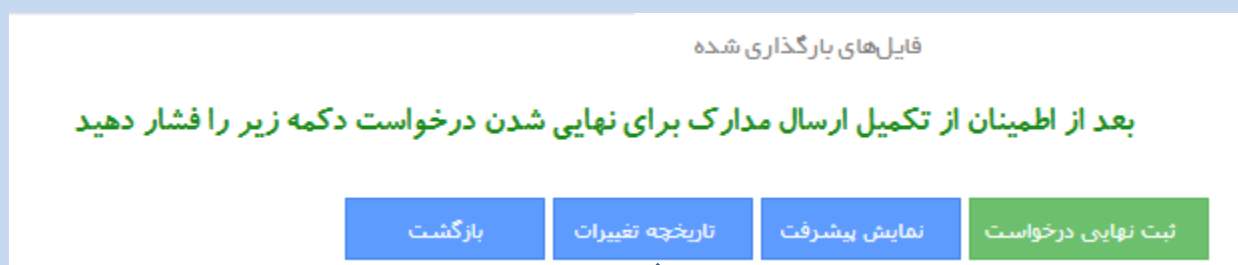 فایل‌های بارگذاری شده
بعد از اطمینان از تکمیل ارسال مدارک برای نهایی شدن درخواست دکمه زیر را فشار دهید
ثبت نهایی درخواست نمایش پیشرفت تاریخچه تغییرات بازگشت